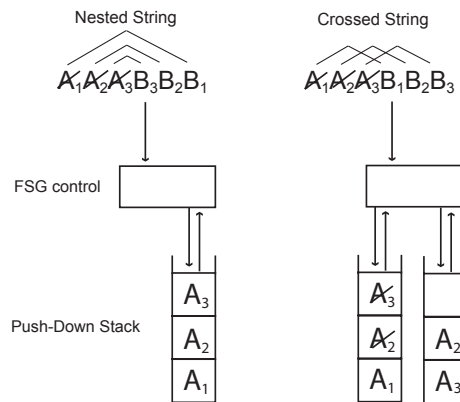 Nested String
Crossed String
A₁A₂A₃B₃B₂B₁
A₁A₂A₃B₁B₂B₃
FSG control
Push-Down Stack
A₃
A₂
A₁
A₃
A₂
A₁
A₂
A₃